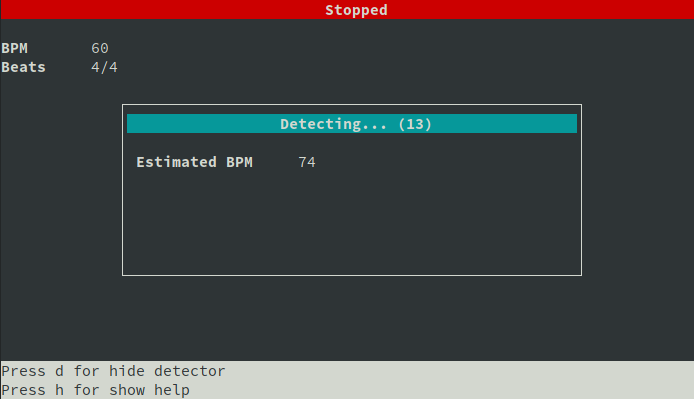 Stopped
BPM 60
Beats 4/4
Detecting... (13)
Estimated BPM 74
Press d for hide detector
Press h for show help